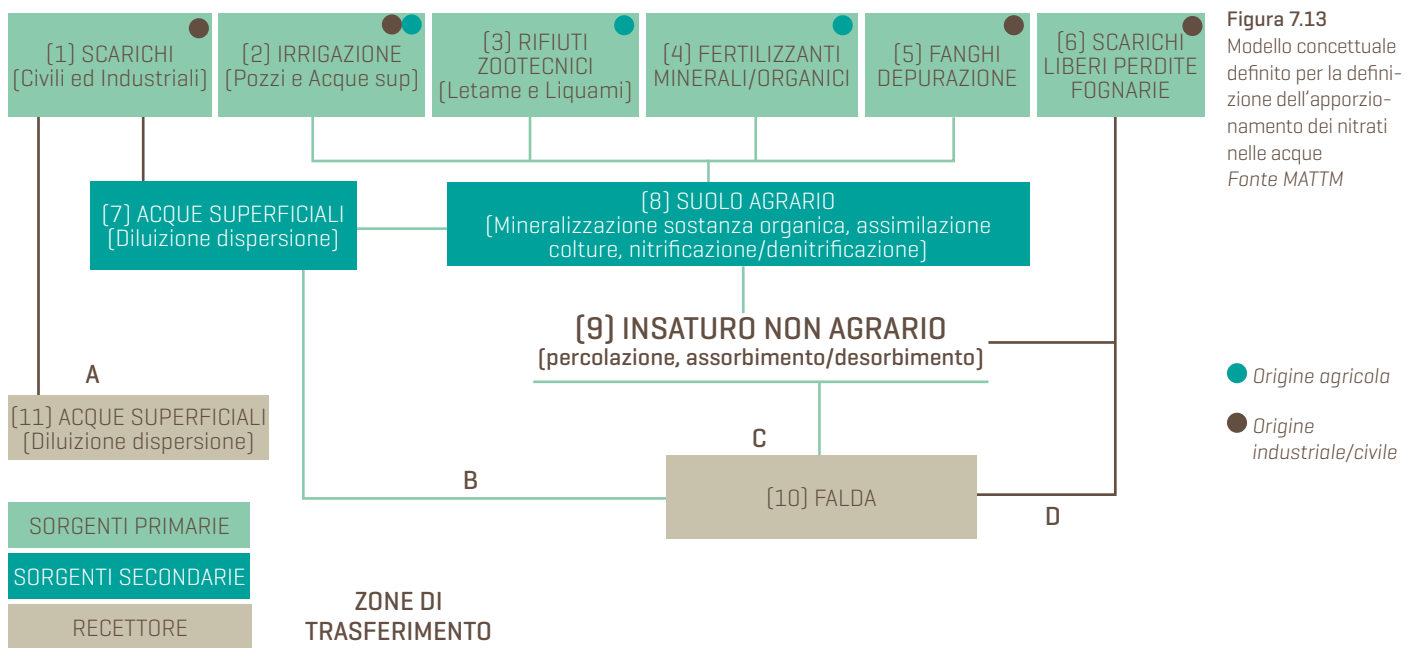 (1) SCARICHI
(Civili ed Industriali)
(2) IRRIGAZIONE
(Pozzi e Acque sup)
(3) RIFIUTI
ZOOTECNICI
(Letame e Liquami)
(4) FERTILIZZANTI
MINERALI/ORGANICI
(5) FANGHI
DEPURAZIONE
(6) SCARICHI
LIBERI PERDITE
FOGNARIE
Figura 7.13
Modello concettuale
definito per la defini-
zione dell'apporzio-
namento dei nitrati
nelle acque
Fonte MATTM
(7) ACQUE SUPERFICIALI
(Diluizione dispersione)
(8) SUOLO AGRARIO
(Mineralizzazione sostanza organica, assimilazione
colture, nitrificazione/denitrificazione)
(9) INSATURO NON AGRARIO
(percolazione, assorbimento/desorbimento)
A
(11) ACQUE SUPERFICIALI
(Diluizione dispersione)
Origine agricola
Origine
industriale/civile
C
B
(10) FALDA
D
SORGENTI PRIMARIE
SORGENTI SECONDARIE
RECETTORE
ZONE DI
TRASFERIMENTO